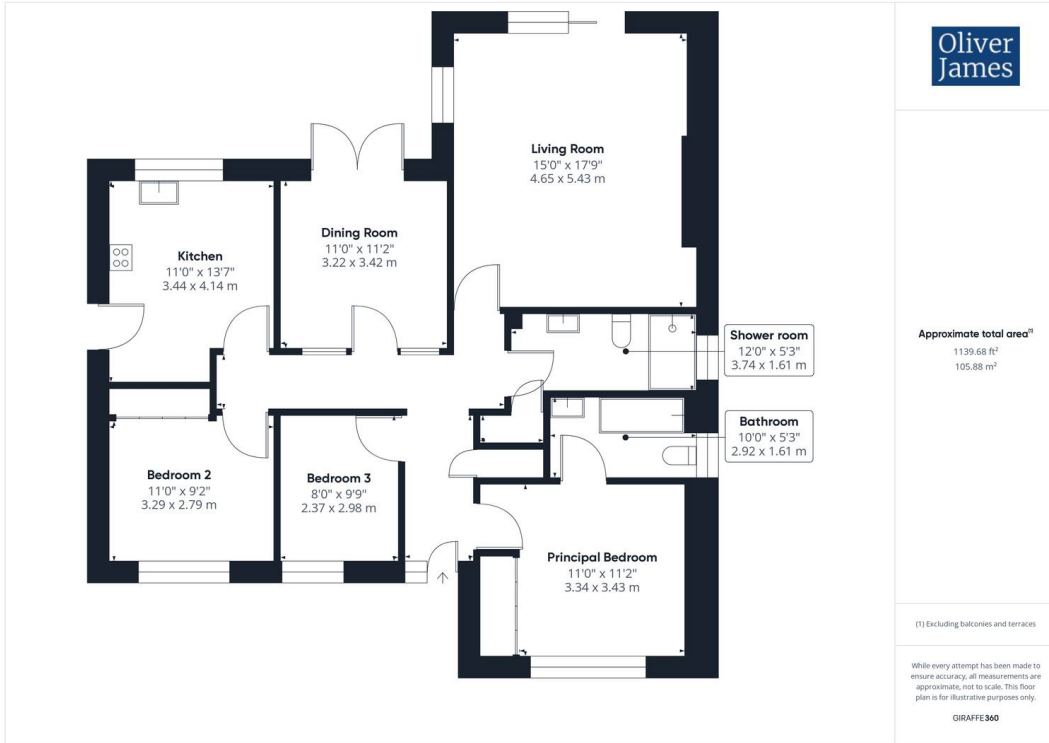 Oliver
James
Living Room
15'0" x 17'9"
4.65 x 5.43 m
Dining Room
11'0" x 11'2"
3.22 x 3.42 m
Kitchen
11'0" x 13'7"
3.44 x 4.14 m
Shower room
12'0" x 5'3"
3.74 x 1.61 m
Bathroom
10'0" x 5'3"
2.92 x 1.61 m
Bedroom 2
11'0" x 9'2"
3.29 x 2.79 m
Bedroom 3
8'0" x 9'9"
2.37 x 2.98 m
Principal Bedroom
11'0" x 11'2"
3.34 x 3.43 m
Approximate total area(1)
1139.68 ft²
105.88 m²
(1) Excluding balconies and terraces
While every attempt has been made to
ensure accuracy, all measurements are
approximate, not to scale. This floor
plan is for illustrative purposes only.
GIRAFFE360